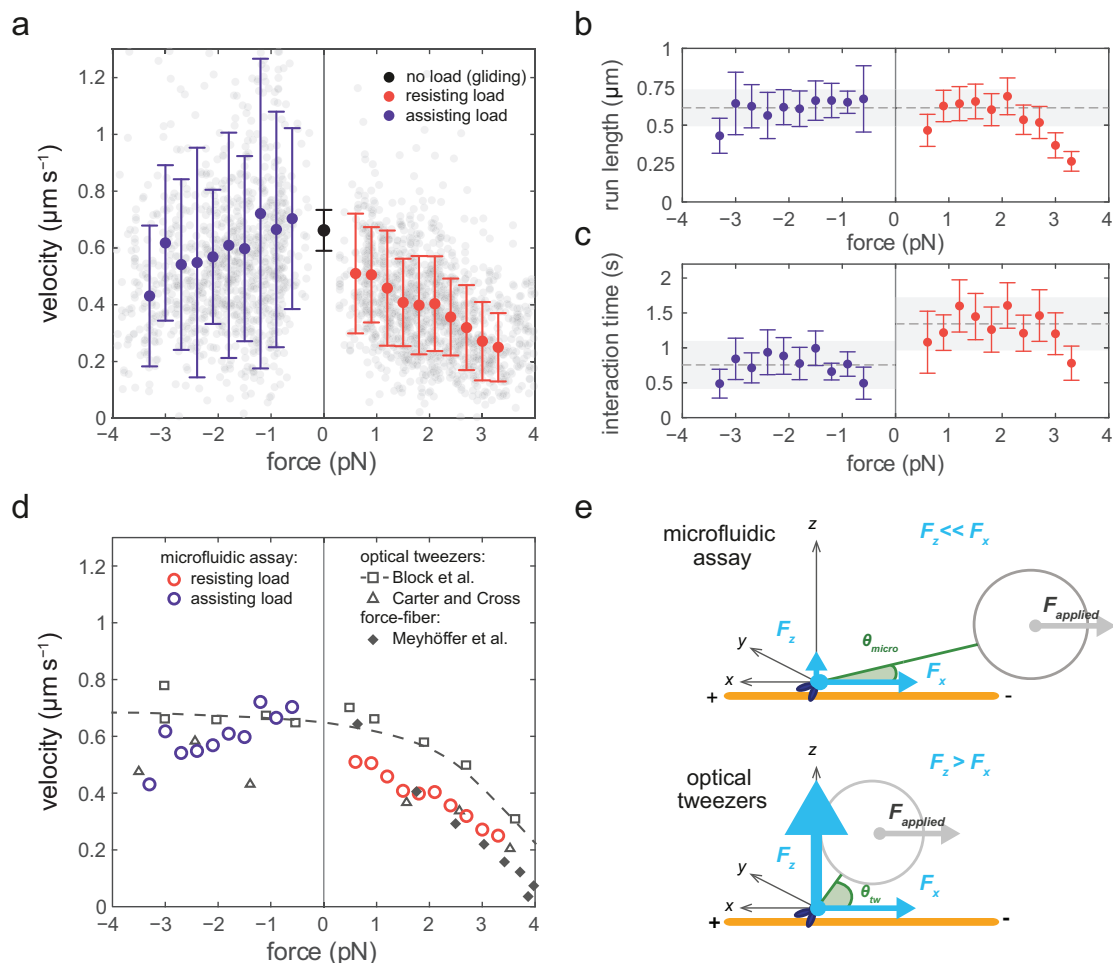 a
velocity (μm s⁻¹)
1.2
1.0
0.8
0.6
0.4
0.2
0
no load (gliding)
resisting load
assisting load
−4 −3 −2 −1 0 1 2 3 4
force (pN)
b
run length (μm)
1
0.75
0.5
0.25
−4 −3 −2 −1 0 1 2 3 4
force (pN)
c
interaction time (s)
2
1.5
1
0.5
0
−4 −3 −2 −1 0 1 2 3 4
force (pN)
d
velocity (μm s⁻¹)
1.2
1.0
0.8
0.6
0.4
0.2
0
microfluidic assay:
resisting load
assisting load
optical tweezers:
Block et al.
Carter and Cross
force-fiber:
Meyhöffer et al.
−4 −3 −2 −1 0 1 2 3 4
force (pN)
e
microfluidic
assay
z
F_z << F_x
F_applied
F_z
θ_micro
y
x
F_x
+ -
optical
tweezers
z
F_z > F_x
F_applied
F_z
y
x
θ_tw
F_x
+ -